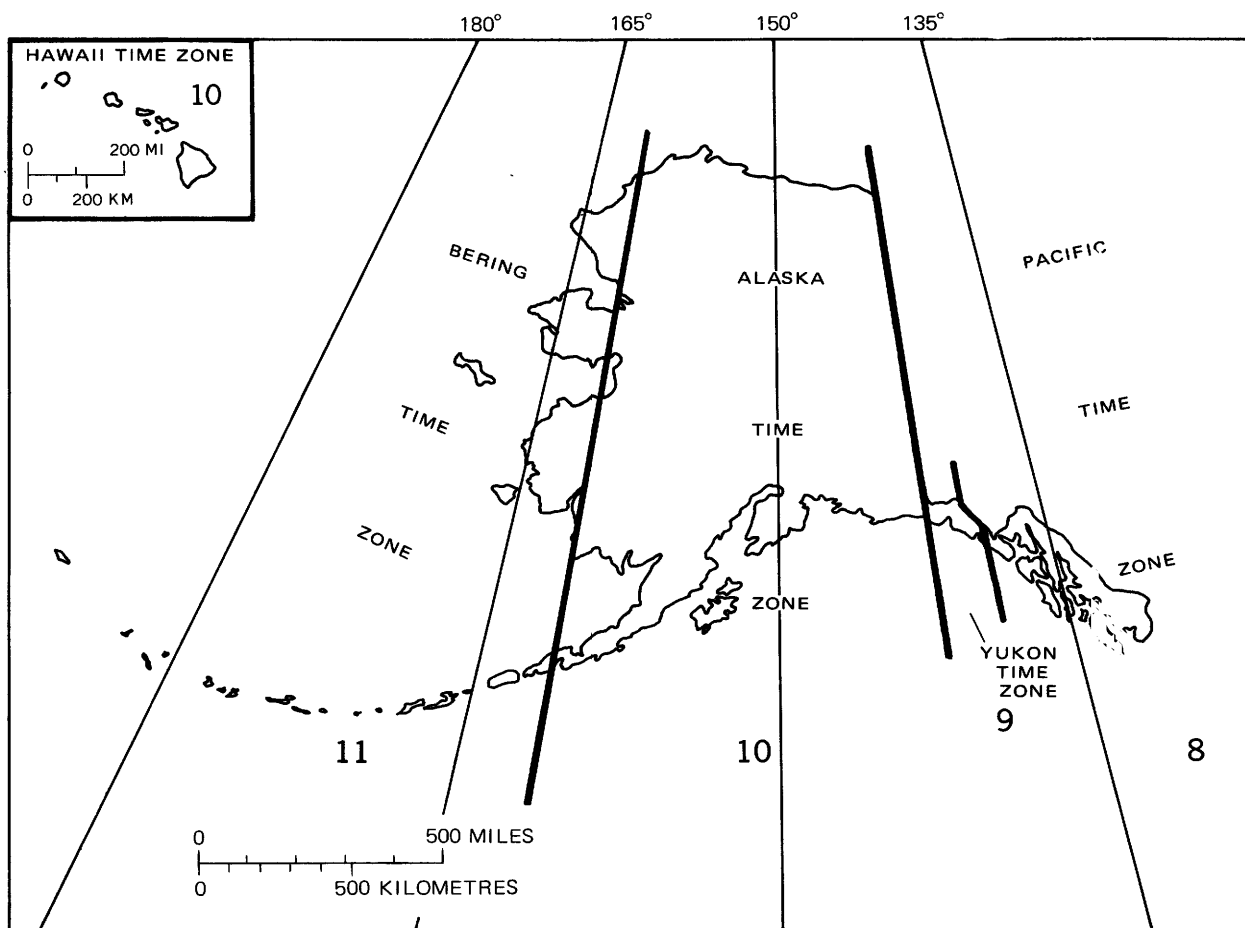 180° 165° 150° 135°
HAWAII TIME ZONE
10
0 200 MI
0 200 KM
BERING
ALASKA
PACIFIC
TIME
TIME
TIME
ZONE
ZONE
ZONE
YUKON
TIME
ZONE
9
11
10
8
0 500 MILES
0 500 KILOMETRES